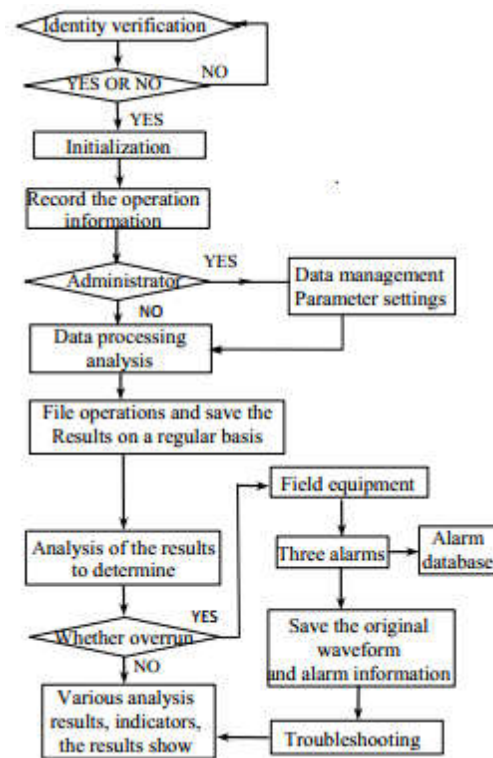 Identity verification
NO
YES OR NO
YES
Initialization
Record the operation
information
YES
Administrator
Data management
Parameter settings
NO
Data processing
analysis
File operations and save the
Results on a regular basis
Field equipment
Analysis of the results
to determine
Three alarms
Alarm
database
YES
Whether overrun
Save the original
waveform
and alarm information
NO
Various analysis
results, indicators,
the results show
Troubleshooting